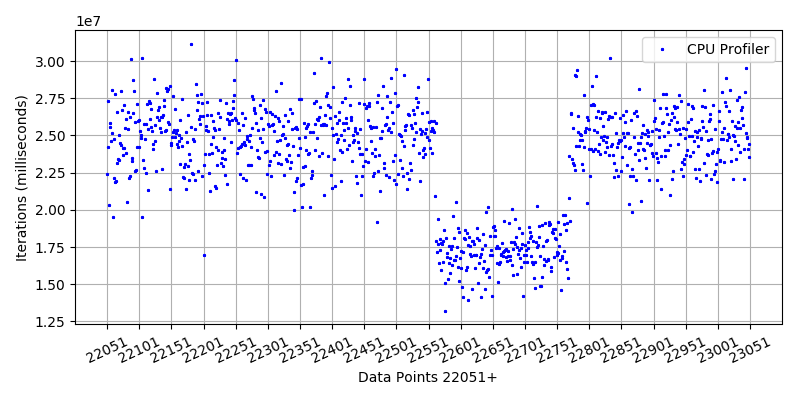 1e7
CPU Profiler
3.00
2.75
2.50
2.25
2.00
1.75
1.50
1.25
Iterations (milliseconds)
22051 22101 22151 22201 22251 22301 22351 22401 22451 22501 22551 22601 22651 22701 22751 22801 22851 22901 22951 23001 23051
Data Points 22051+